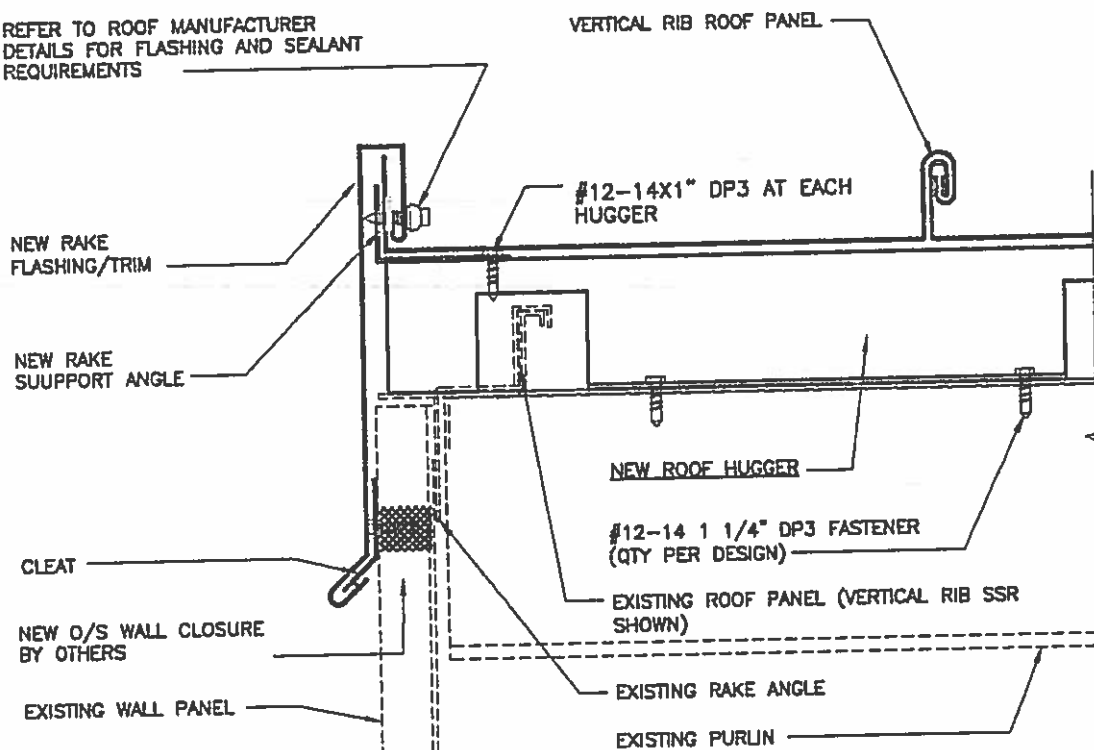 REFER TO ROOF MANUFACTURER
DETAILS FOR FLASHING AND SEALANT
REQUIREMENTS
VERTICAL RIB ROOF PANEL
#12-14X1" DP3 AT EACH
HUGGER
NEW RAKE
FLASHING/TRIM
NEW RAKE
SUUPPORT ANGLE
NEW ROOF HUGGER
#12-14 1 1/4" DP3 FASTENER
(QTY PER DESIGN)
CLEAT
EXISTING ROOF PANEL (VERTICAL RIB SSR
SHOWN)
NEW O/S WALL CLOSURE
BY OTHERS
EXISTING RAKE ANGLE
EXISTING WALL PANEL
EXISTING PURLIN